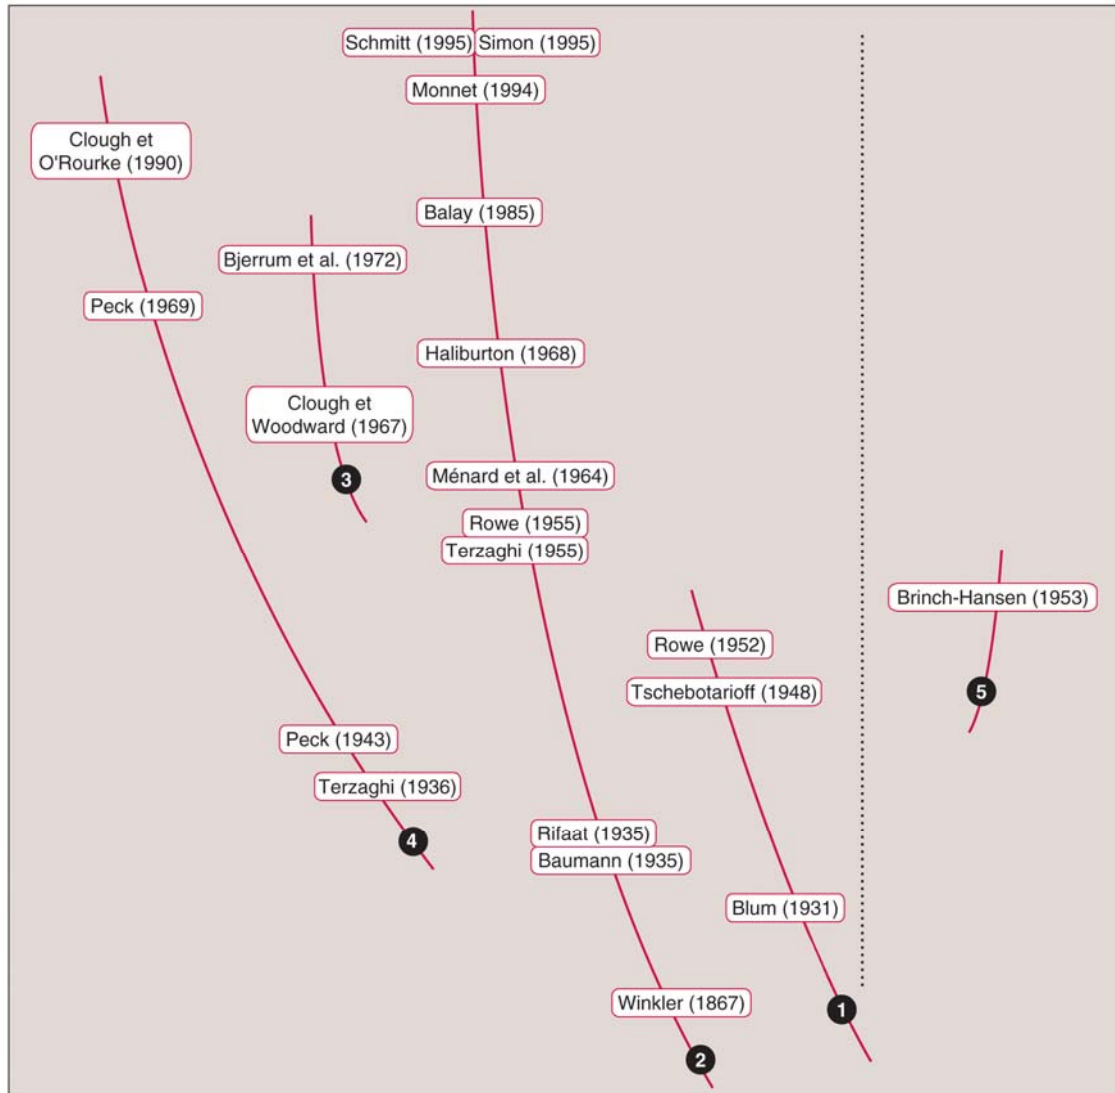 Schmitt (1995)
Simon (1995)
Monnet (1994)
Clough et
O'Rourke (1990)
Balay (1985)
Bjerrum et al. (1972)
Peck (1969)
Haliburton (1968)
Clough et
Woodward (1967)
3
Ménard et al. (1964)
Rowe (1955)
Terzaghi (1955)
Brinch-Hansen (1953)
Rowe (1952)
Tschebotarioff (1948)
5
Peck (1943)
Terzaghi (1936)
4
Rifaat (1935)
Baumann (1935)
Blum (1931)
Winkler (1867)
1
2